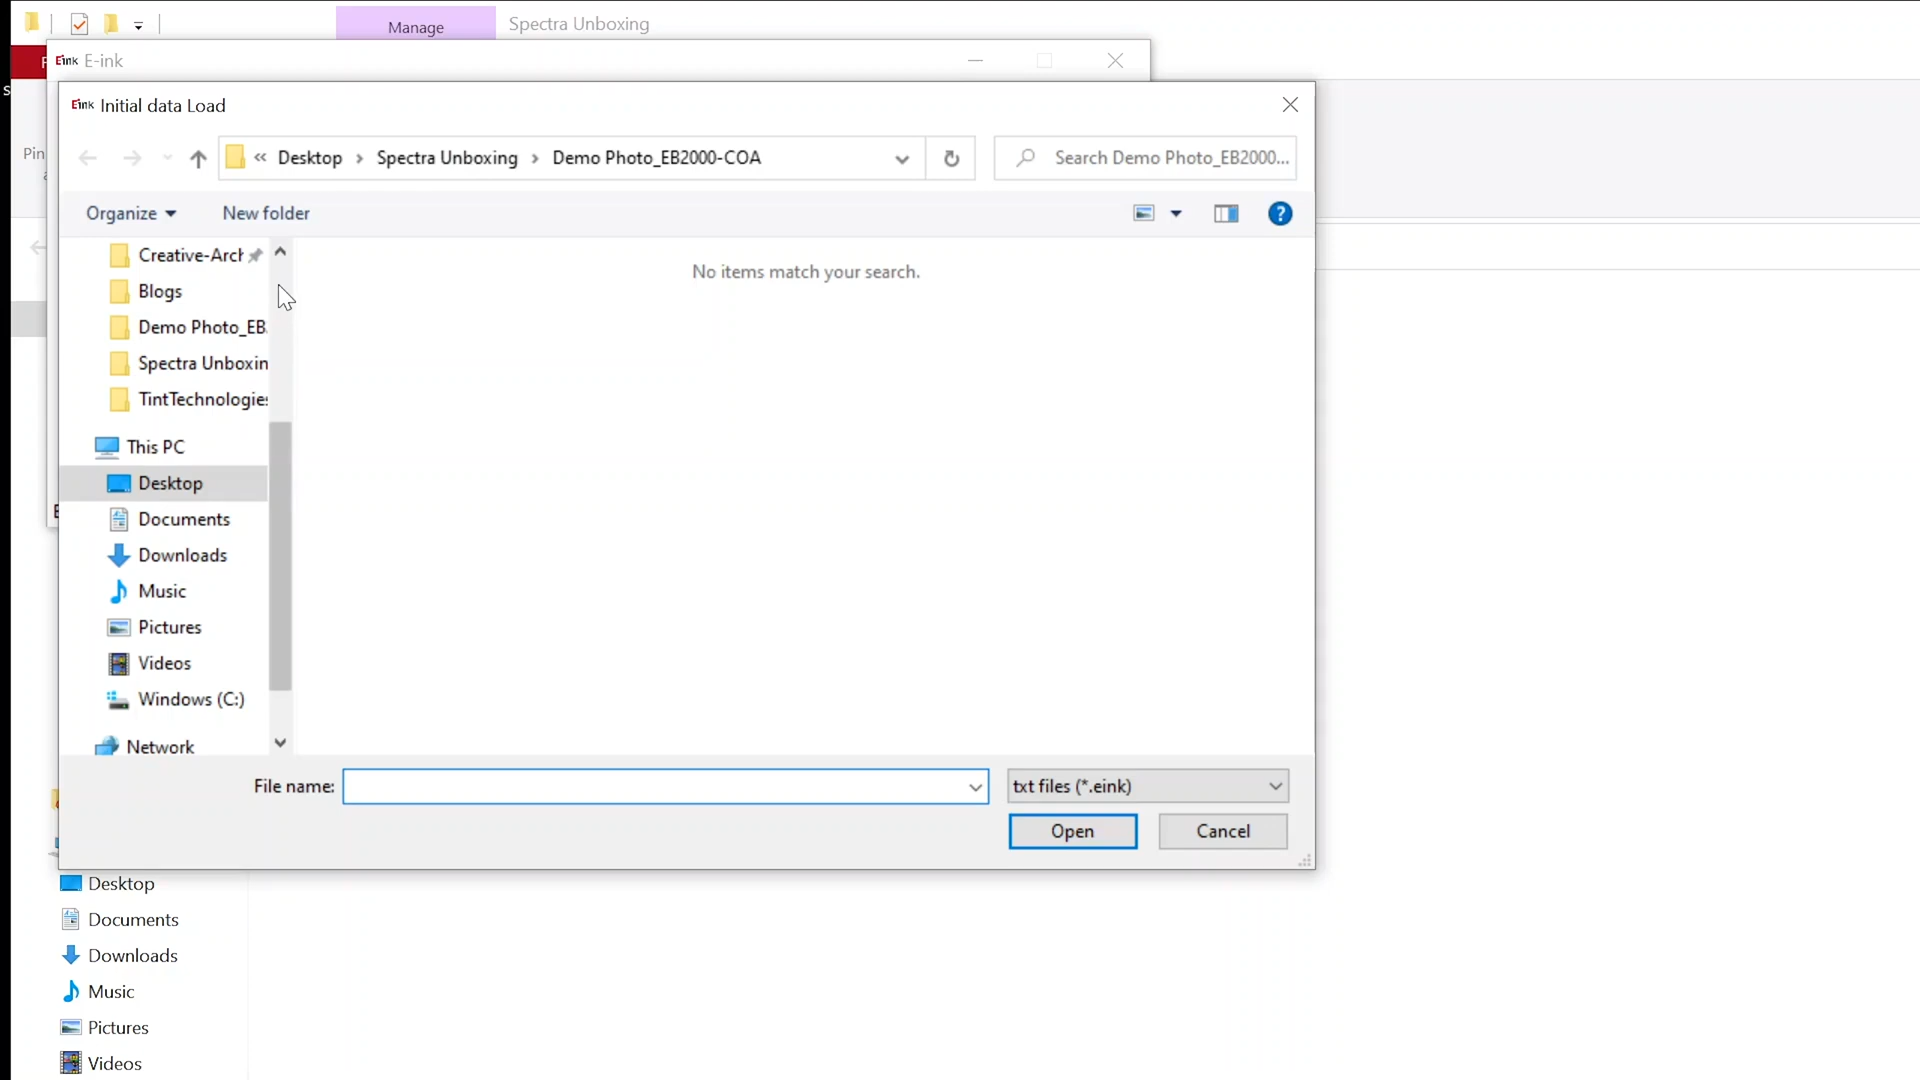 Manage
Spectra Unboxing
Eink E-ink
Eink Initial data Load
« Desktop › Spectra Unboxing › Demo Photo_EB2000-COA
Search Demo Photo_EB2000...
Pin
Organize
New folder
Creative-Arch
Blogs
Demo Photo_EB
Spectra Unboxin
TintTechnologies
This PC
Desktop
Documents
Downloads
Music
Pictures
Videos
Windows (C:)
Network
No items match your search.
File name:
txt files (*.eink)
Open
Cancel
Desktop
Documents
Downloads
Music
Pictures
Videos